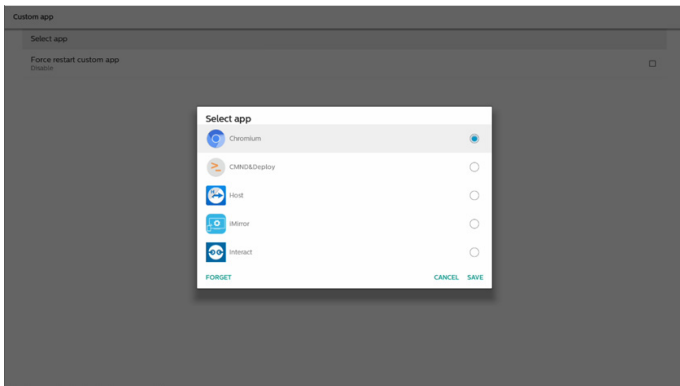 Custom app
Select app
Force restart custom app
Disable
Select app
Chromium
CMND&Deploy
Host
iMirror
Interact
FORGET
CANCEL SAVE